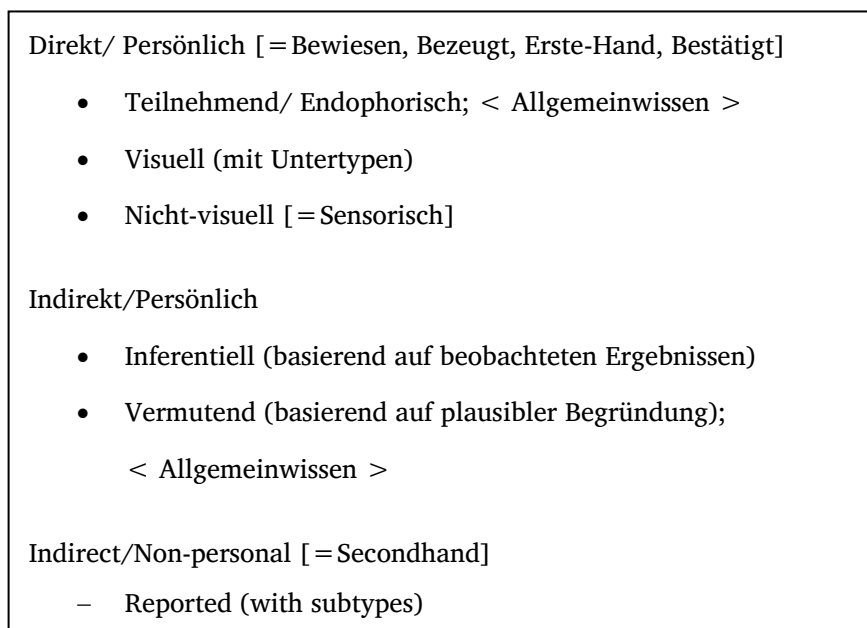 Direkt/ Persönlich [=Bewiesen, Bezeugt, Erste-Hand, Bestätigt]
• Teilnehmend/ Endophorisch; < Allgemeinwissen >
• Visuell (mit Untertypen)
• Nicht-visuell [=Sensorisch]
Indirekt/Persönlich
• Inferentiell (basierend auf beobachteten Ergebnissen)
• Vermutend (basierend auf plausibler Begründung);
< Allgemeinwissen >
Indirect/Non-personal [=Secondhand]
– Reported (with subtypes)